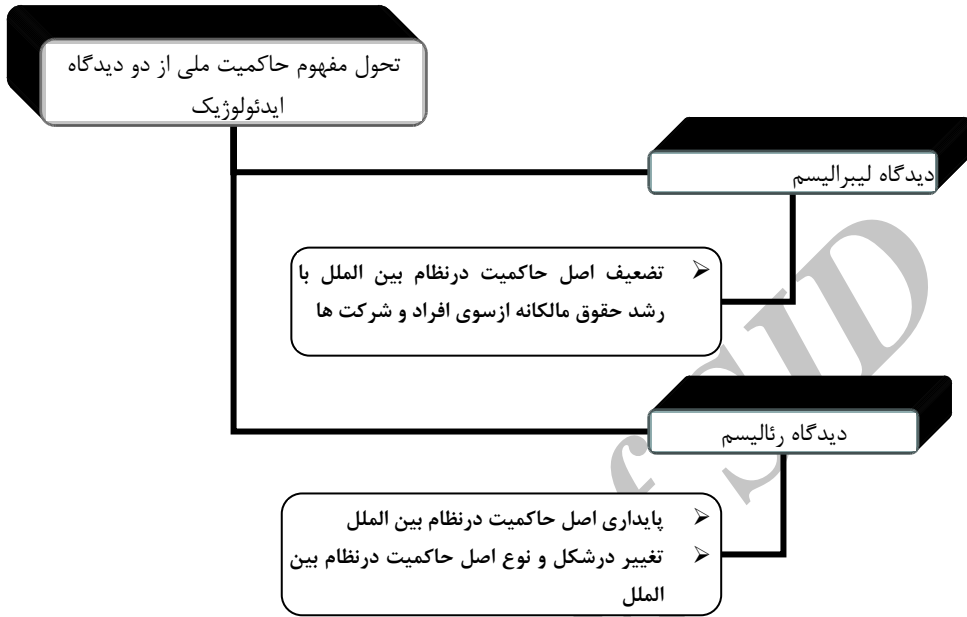 تحول مفهوم حاکمیت ملی از دو دیدگاه
ایدئولوژیک
دیدگاه لیبرالیسم
تضعیف اصل حاکمیت درنظام بین الملل با
رشد حقوق مالکانه ازسوی افراد و شرکت ها
دیدگاه رئالیسم
پایداری اصل حاکمیت درنظام بین الملل
تغییر درشکل و نوع اصل حاکمیت درنظام بین
الملل
f SID